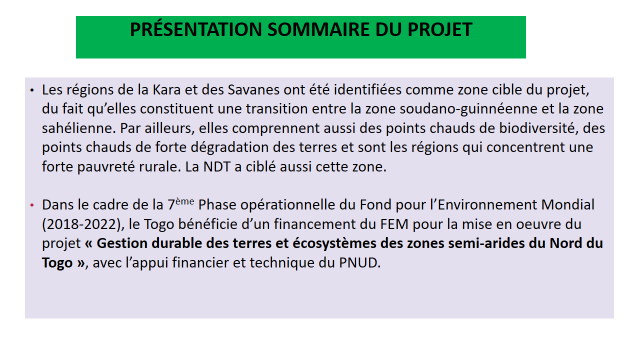 PRÉSENTATION SOMMAIRE DU PROJET
• Les régions de la Kara et des Savanes ont été identifiées comme zone cible du projet,
du fait qu’elles constituent une transition entre la zone soudano-guinnéenne et la zone
sahélienne. Par ailleurs, elles comprennent aussi des points chauds de biodiversité, des
points chauds de forte dégradation des terres et sont les régions qui concentrent une
forte pauvreté rurale. La NDT a ciblé aussi cette zone.
• Dans le cadre de la 7ème Phase opérationnelle du Fond pour l’Environnement Mondial
(2018-2022), le Togo bénéficie d’un financement du FEM pour la mise en oeuvre du
projet « Gestion durable des terres et écosystèmes des zones semi-arides du Nord du
Togo », avec l’appui financier et technique du PNUD.